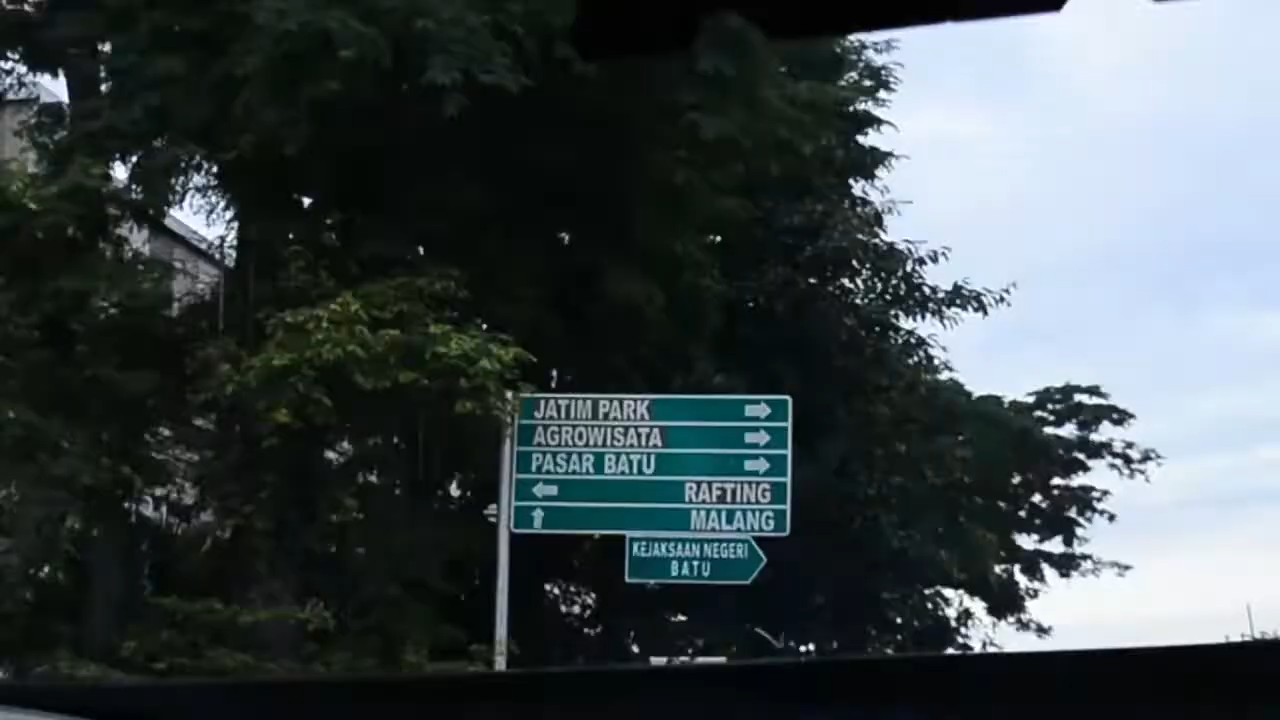 JATIM PARK
AGROWISATA
PASAR BATU
RAFTING
MALANG
KEJAKSAAN NEGERI
BATU